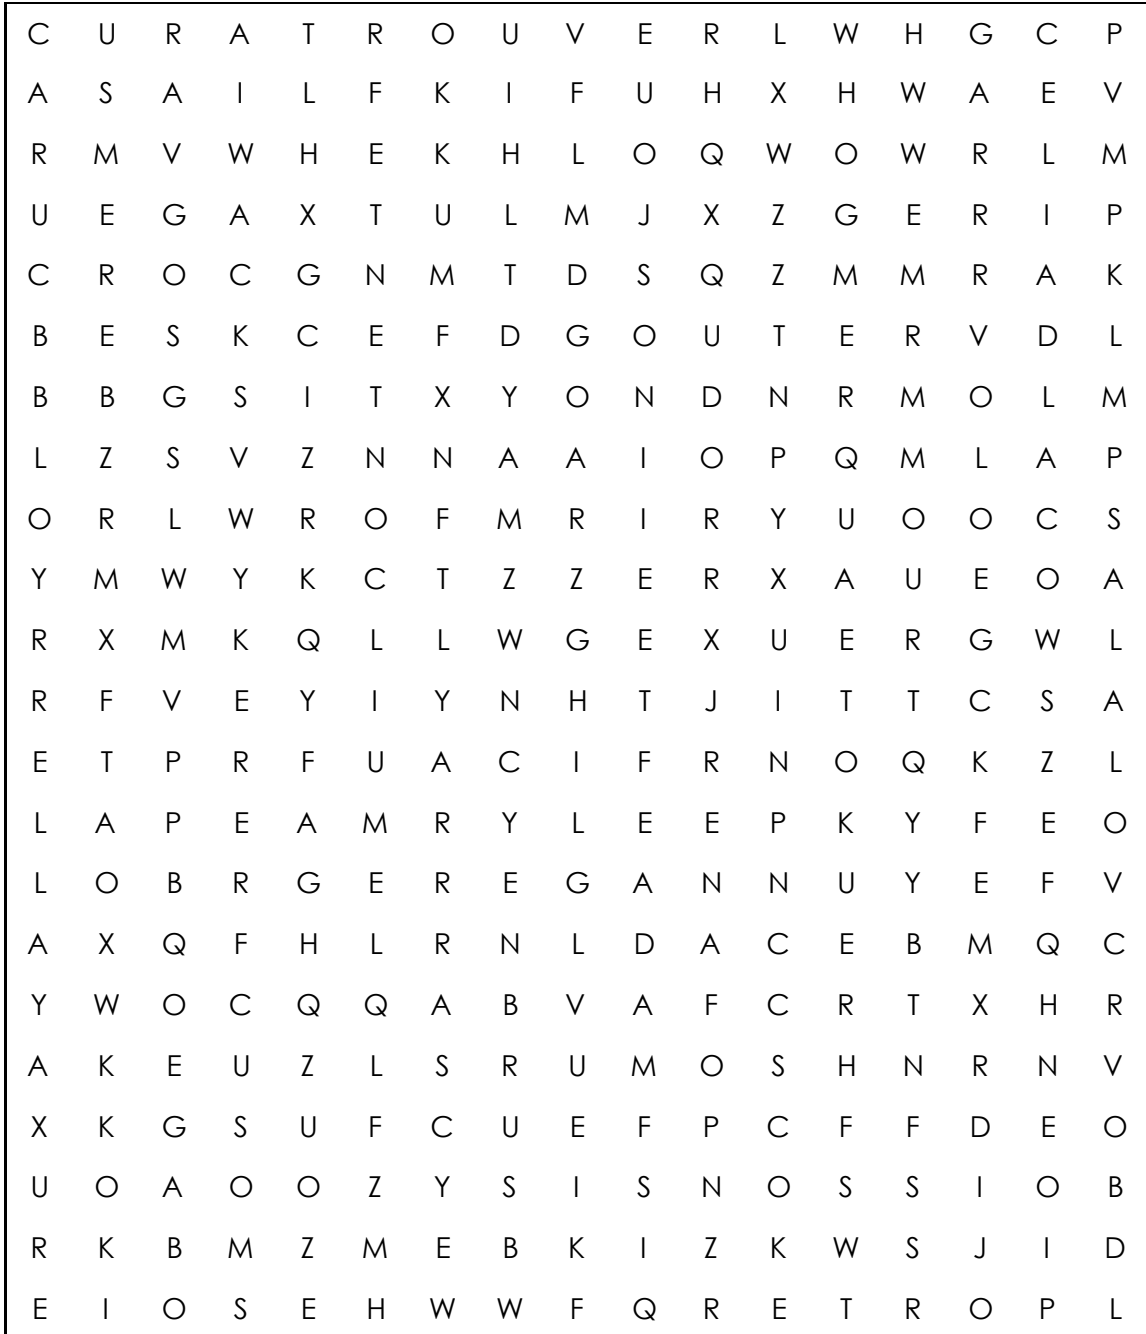 C U R A T R O U V E R L W H G C P
A S A I L F K I F U H X H W A E V
R M V W H E K H L O Q W O W R L M
U E G A X T U L M J X Z G E R I P
C R O C G N M T D S Q Z M M R A K
B E S K C E F D G O U T E R V D L
B B G S I T X Y O N D N R M O L M
L Z S V Z N N A A I O P Q M L A P
O R L W R O F M R I R Y U O O C S
Y M W Y K C T Z Z E R X A U E O A
R X M K Q L L W G E X U E R G W L
R F V E Y I Y N H T J I T T C S A
E T P R F U A C I F R N O Q K Z L
L A P E A M R Y L E E P K Y F E O
L O B R G E R E G A N N U Y E F V
A X Q F H L R N L D A C E B M Q C
Y W O C Q Q A B V A F C R T X H R
A K E U Z L S R U M O S H N R N V
X K G S U F C U E F P C F F D E O
U O A O O Z Y S I S N O S S I O B
R K B M Z M E B K I Z K W S J I D
E I O S E H W W F Q R E T R O P L